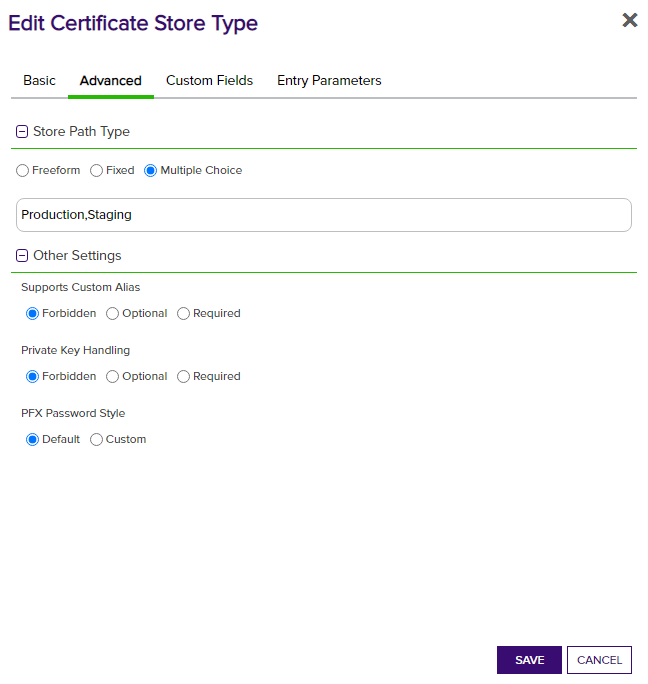 Edit Certificate Store Type
Basic Advanced Custom Fields Entry Parameters
Store Path Type
Freeform Fixed Multiple Choice
Production,Staging
Other Settings
Supports Custom Alias
Forbidden Optional Required
Private Key Handling
Forbidden Optional Required
PFX Password Style
Default Custom
SAVE CANCEL